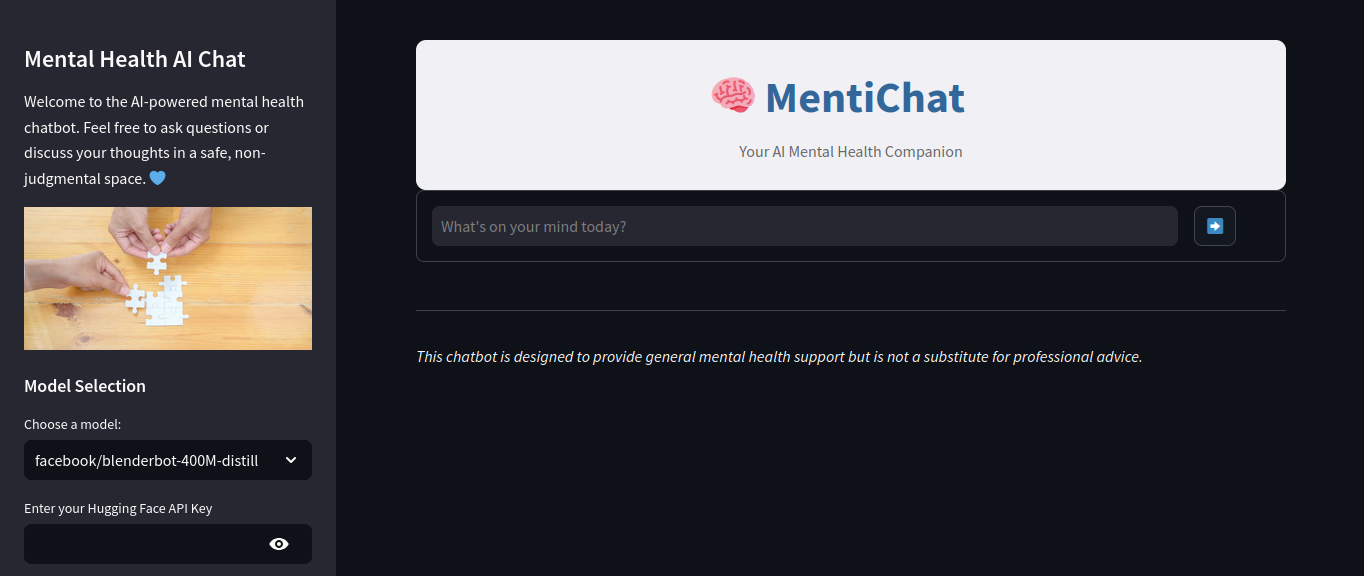 Mental Health AI Chat
Welcome to the AI-powered mental health
chatbot. Feel free to ask questions or
discuss your thoughts in a safe, non-
judgmental space. 💙
Model Selection
Choose a model:
facebook/blenderbot-400M-distill
Enter your Hugging Face API Key
🧠 MentiChat
Your AI Mental Health Companion
What's on your mind today?
This chatbot is designed to provide general mental health support but is not a substitute for professional advice.